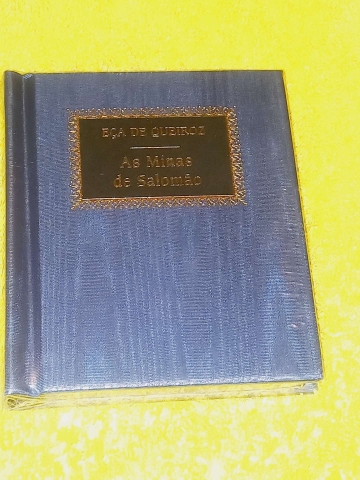 EÇA DE QUEIROZ
As Minas
de Salomão